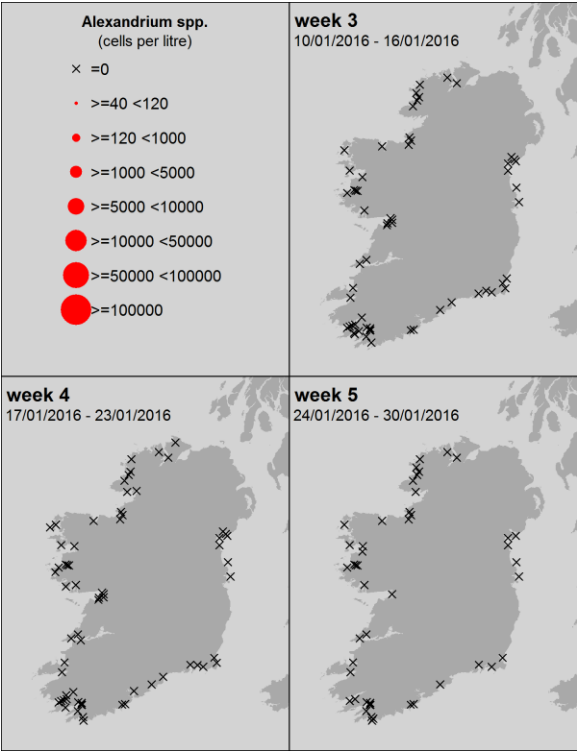 Alexandrium spp.
(cells per litre)
× =0
>=40 <120
>=120 <1000
>=1000 <5000
>=5000 <10000
>=10000 <50000
>=50000 <100000
>=100000
week 3
10/01/2016 - 16/01/2016
week 4
17/01/2016 - 23/01/2016
week 5
24/01/2016 - 30/01/2016